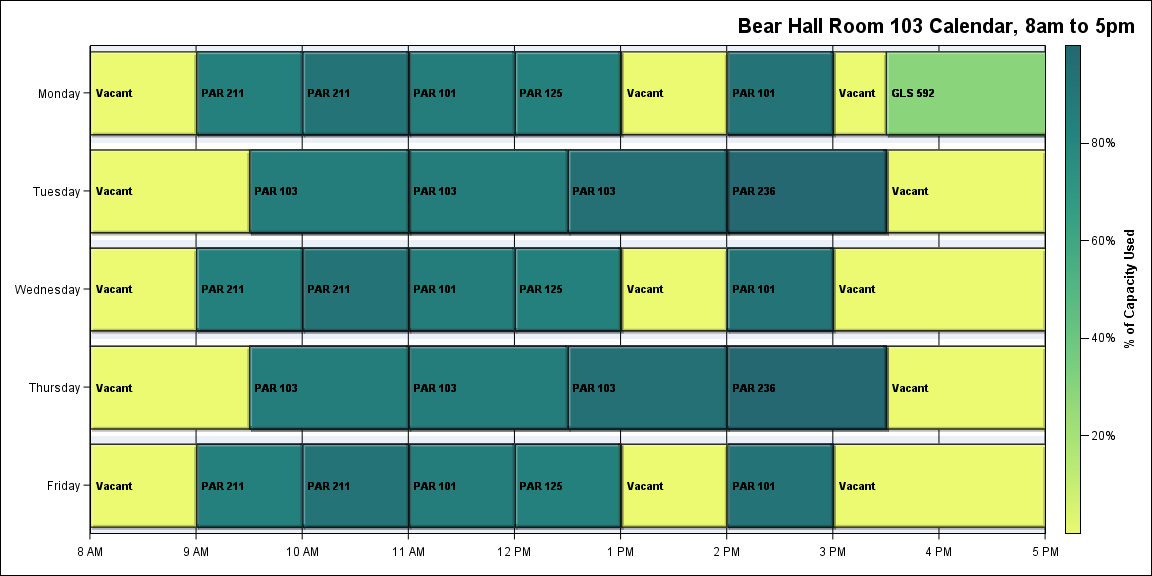 Bear Hall Room 103 Calendar, 8am to 5pm
Monday
Vacant
PAR 211
PAR 211
PAR 101
PAR 125
Vacant
PAR 101
Vacant
GLS 592
Tuesday
Vacant
PAR 103
PAR 103
PAR 103
PAR 236
Vacant
Wednesday
Vacant
PAR 211
PAR 211
PAR 101
PAR 125
Vacant
PAR 101
Vacant
Thursday
Vacant
PAR 103
PAR 103
PAR 103
PAR 236
Vacant
Friday
Vacant
PAR 211
PAR 211
PAR 101
PAR 125
Vacant
PAR 101
Vacant
8 AM
9 AM
10 AM
11 AM
12 PM
1 PM
2 PM
3 PM
4 PM
5 PM
80%
60%
40%
20%
% of Capacity Used